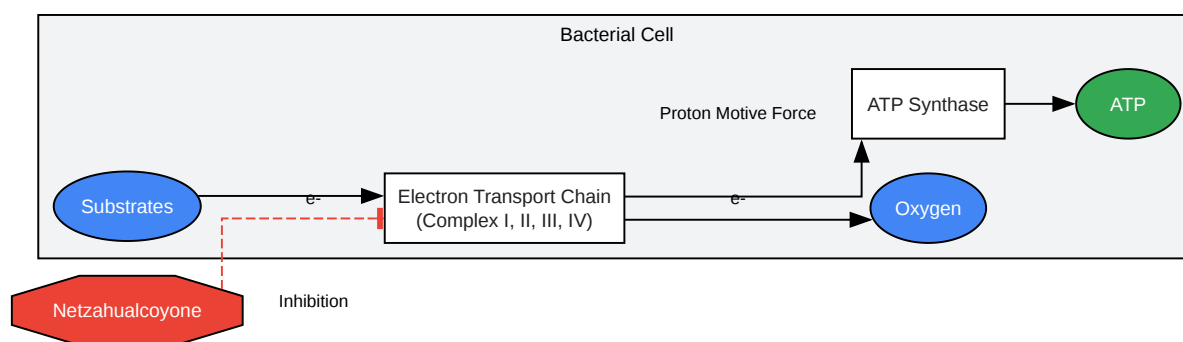 Bacterial Cell
Proton Motive Force
ATP Synthase
ATP
Substrates
e-
Electron Transport Chain
(Complex I, II, III, IV)
e-
Oxygen
Netzahualcoyone
Inhibition